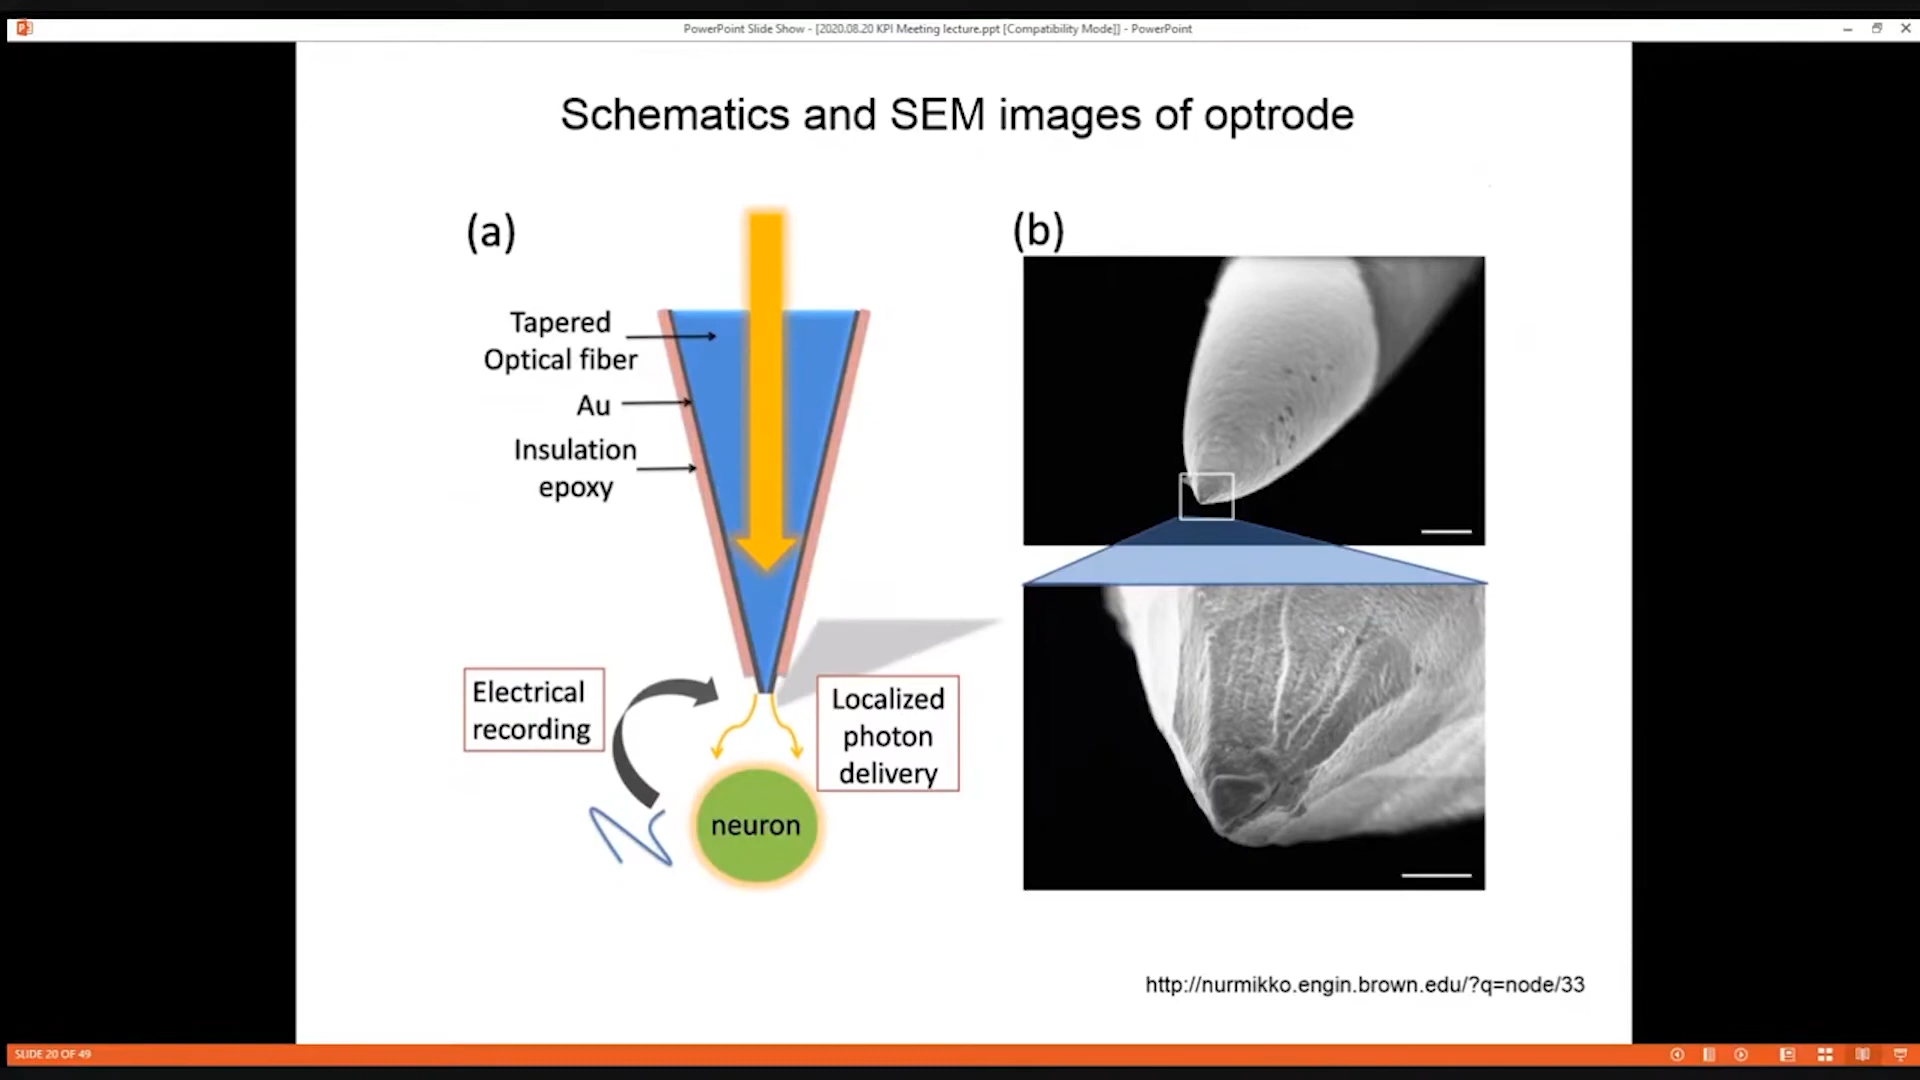 PowerPoint Slide Show - [2020.08.20 KPI Meeting lecture.ppt [Compatibility Mode]] - PowerPoint
Schematics and SEM images of optrode
(a)
(b)
Tapered
Optical fiber
Au
Insulation
epoxy
Electrical
recording
Localized
photon
delivery
neuron
http://nurmikko.engin.brown.edu/?q=node/33
SLIDE 20 OF 49